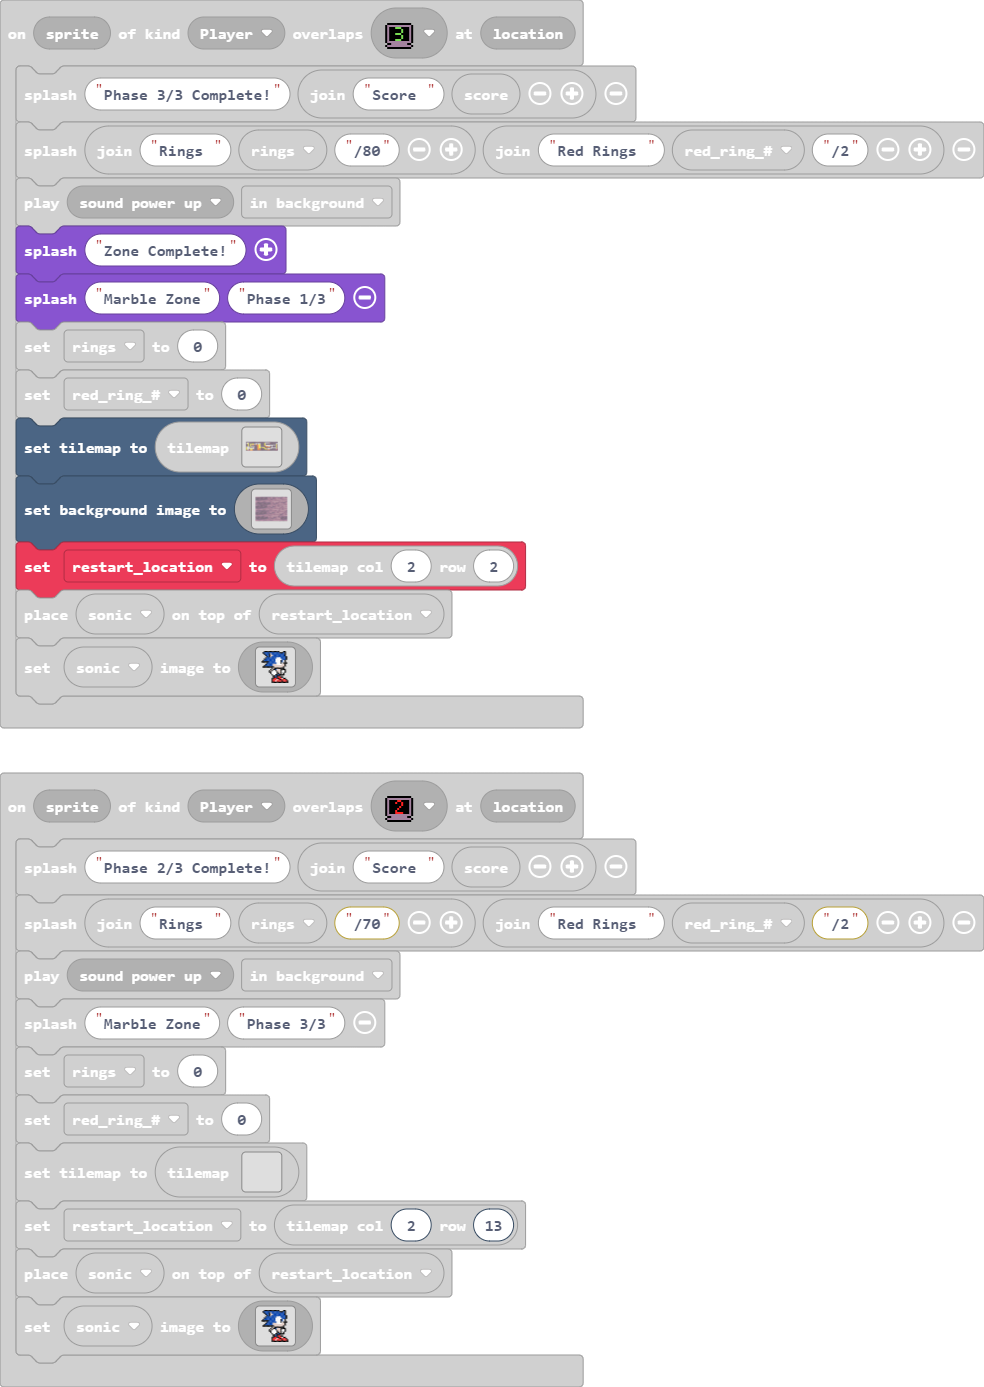 on sprite of kind Player overlaps 3 at location
splash "Phase 3/3 Complete!" join "Score " score
splash join "Rings " rings "/80" join "Red Rings " red_ring_# "/2"
play sound power up in background
splash "Zone Complete!"
splash "Marble Zone" "Phase 1/3"
set rings to 0
set red_ring_# to 0
set tilemap to tilemap
set background image to
set restart_location to tilemap col 2 row 2
place sonic on top of restart_location
set sonic image to
on sprite of kind Player overlaps 2 at location
splash "Phase 2/3 Complete!" join "Score " score
splash join "Rings " rings "/70" join "Red Rings " red_ring_# "/2"
play sound power up in background
splash "Marble Zone" "Phase 3/3"
set rings to 0
set red_ring_# to 0
set tilemap to tilemap
set restart_location to tilemap col 2 row 13
place sonic on top of restart_location
set sonic image to